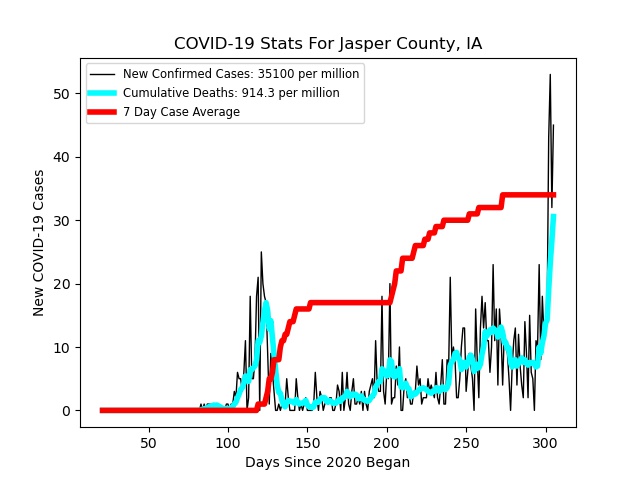 COVID-19 Stats For Jasper County, IA
New Confirmed Cases: 35100 per million
Cumulative Deaths: 914.3 per million
7 Day Case Average
New COVID-19 Cases
50
40
30
20
10
0
50 100 150 200 250 300
Days Since 2020 Began